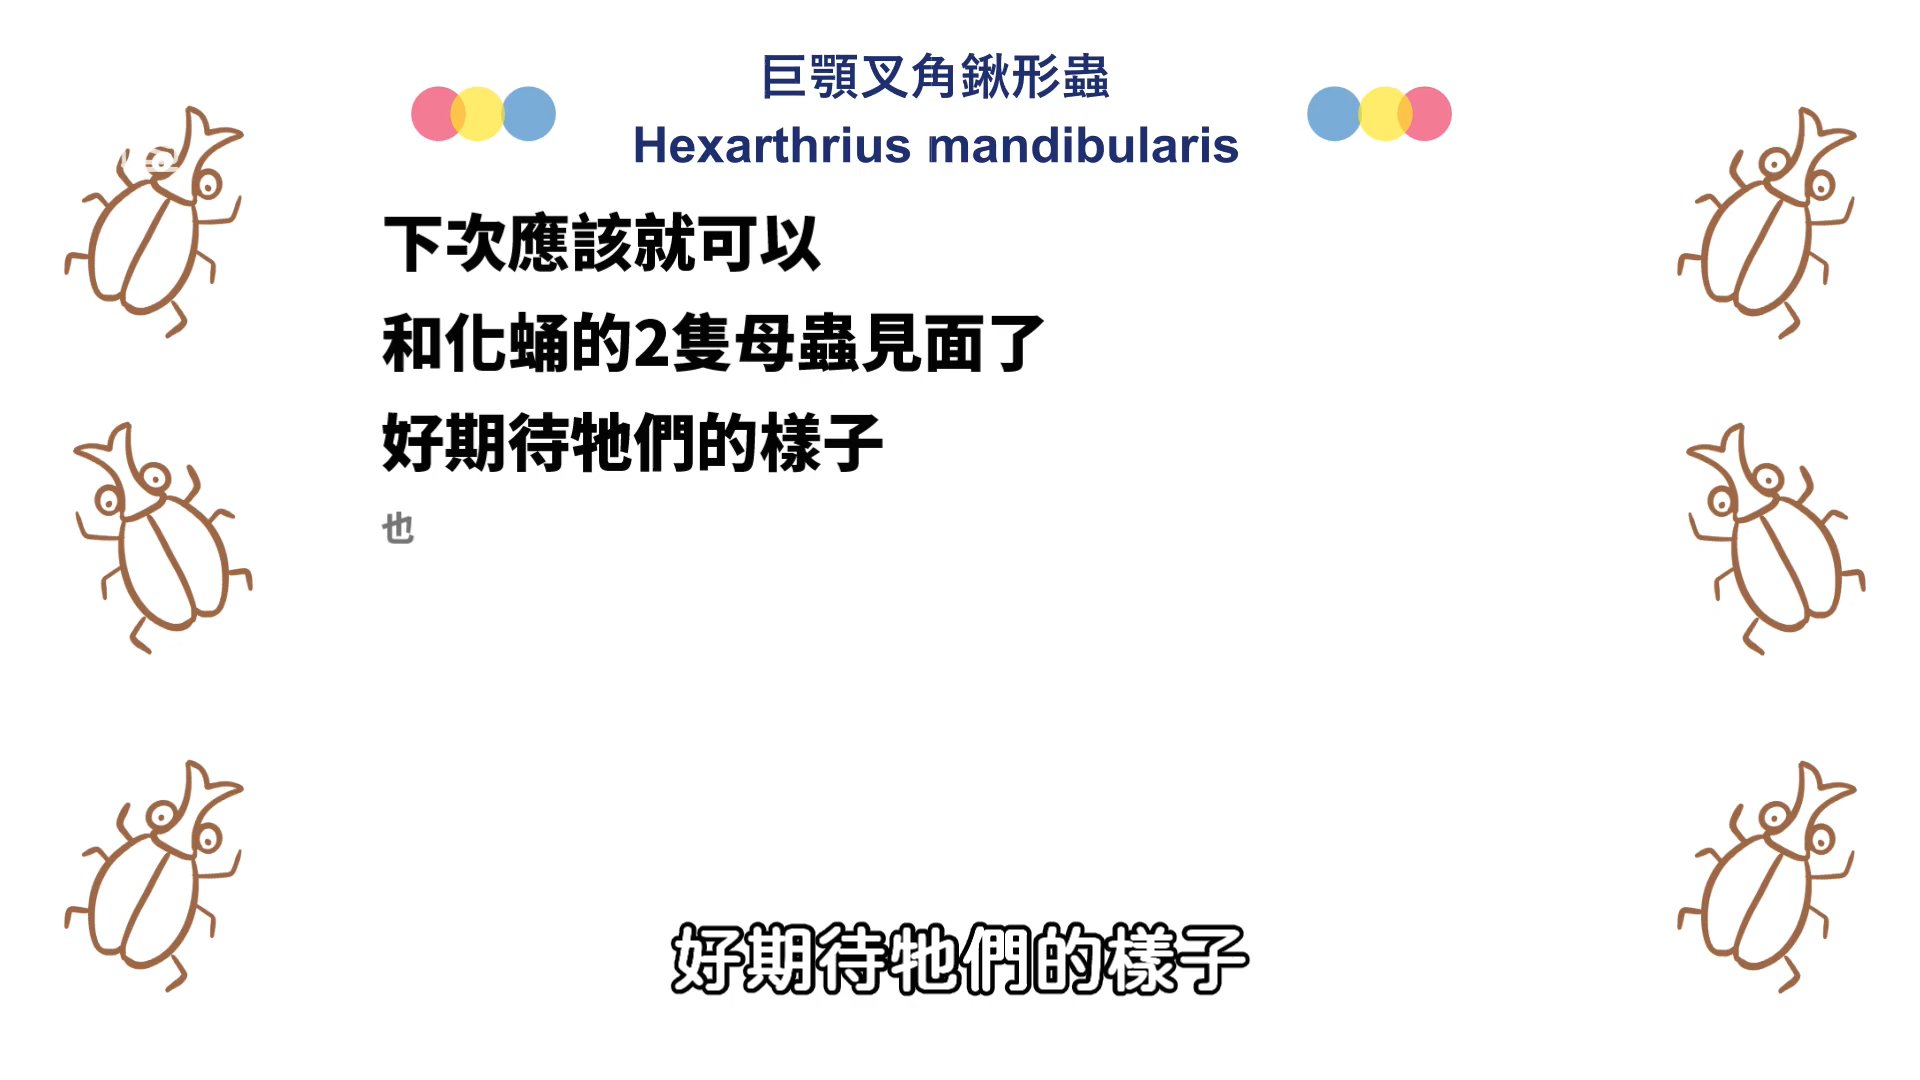 巨顎叉角鍬形蟲
Hexarthrius mandibularis
下次應該就可以
和化蛹的2隻母蟲見面了
好期待牠們的樣子
也
好期待牠們的樣子